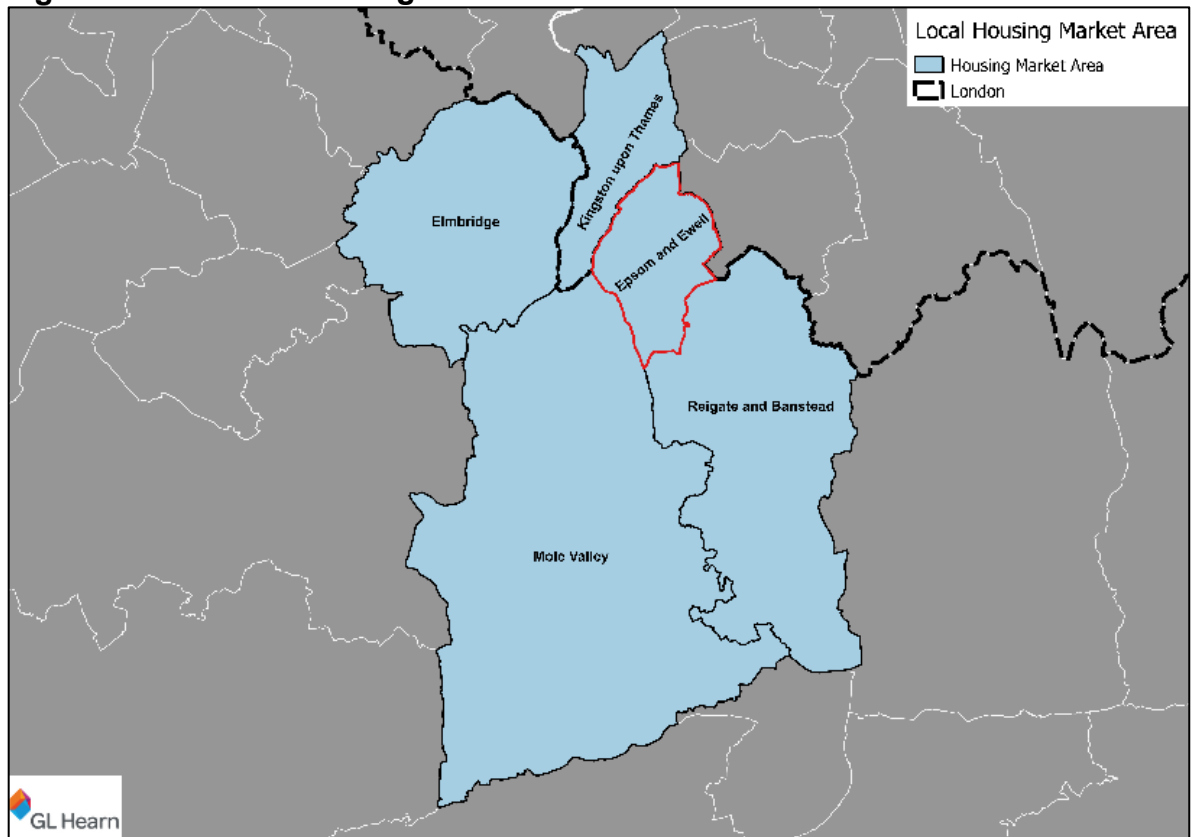 Local Housing Market Area
Housing Market Area
London
Kingston upon Thames
Elmbridge
Epsom and Ewell
Reigate and Banstead
Mole Valley
GL Hearn